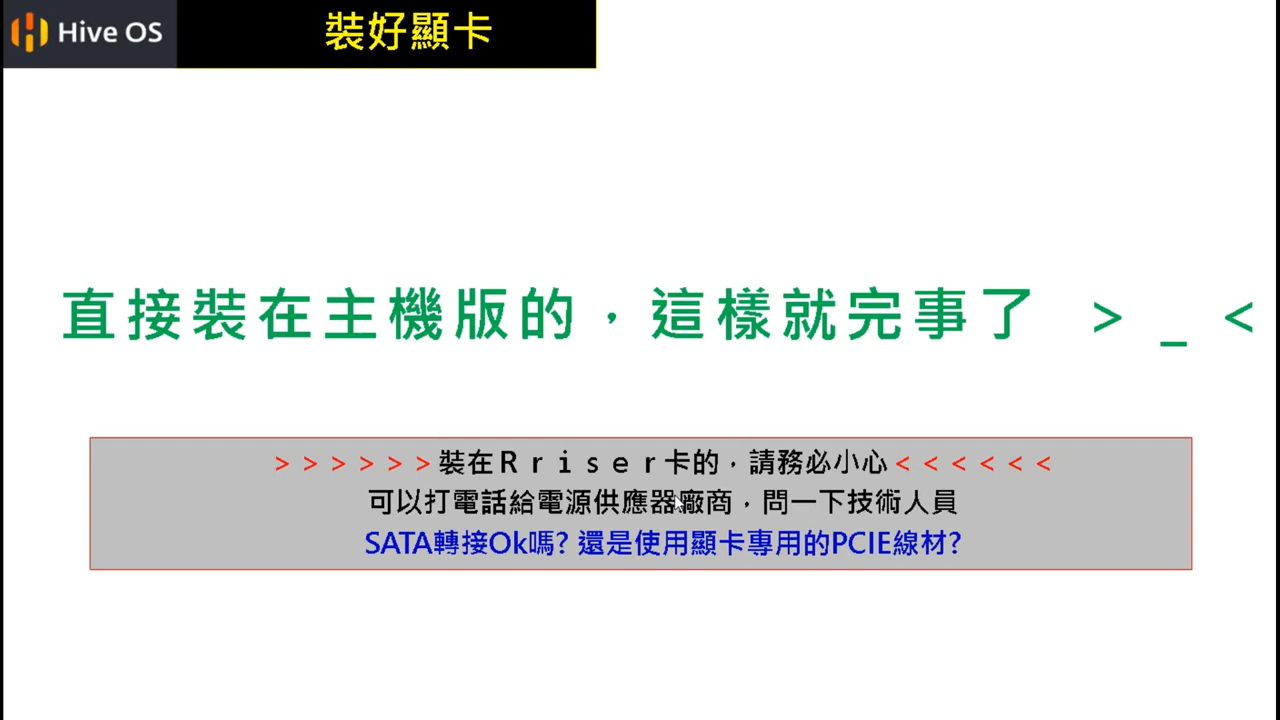 Hive OS
裝好顯卡
直接裝在主機版的，這樣就完事了 > _ <
>>>>>>裝在Rriser卡的，請務必小心<<<<<<
可以打電話給電源供應器廠商，問一下技術人員
SATA轉接Ok嗎? 還是使用顯卡專用的PCIE線材?